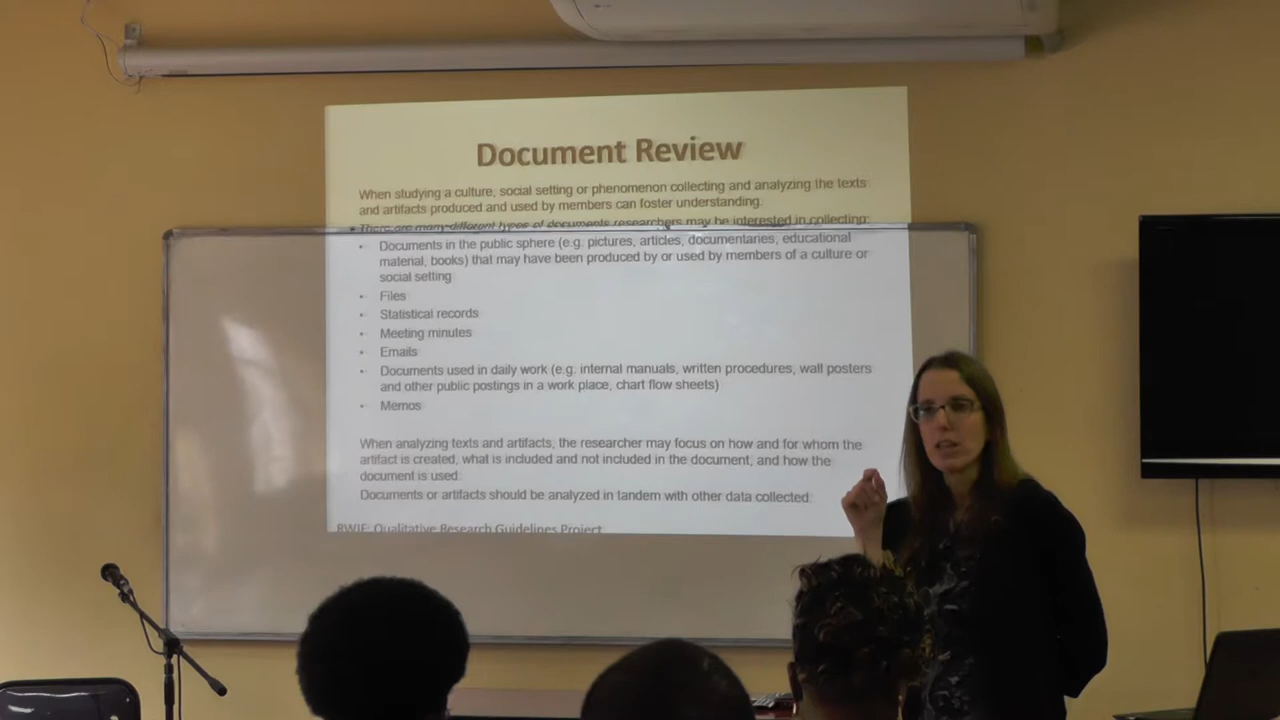 Document Review
When studying a culture, social setting or phenomenon collecting and analyzing the texts
and artifacts produced and used by members can foster understanding.
• There are many different types of documents researchers may be interested in collecting:
• Documents in the public sphere (e.g: pictures, articles, documentaries, educational
material, books) that may have been produced by or used by members of a culture or
social setting
• Files
• Statistical records
• Meeting minutes
• Emails
• Documents used in daily work (e.g: internal manuals, written procedures, wall posters
and other public postings in a work place, chart flow sheets)
• Memos
When analyzing texts and artifacts, the researcher may focus on how and for whom the
artifact is created, what is included and not included in the document, and how the
document is used.
Documents or artifacts should be analyzed in tandem with other data collected.
RWJF: Qualitative Research Guidelines Project